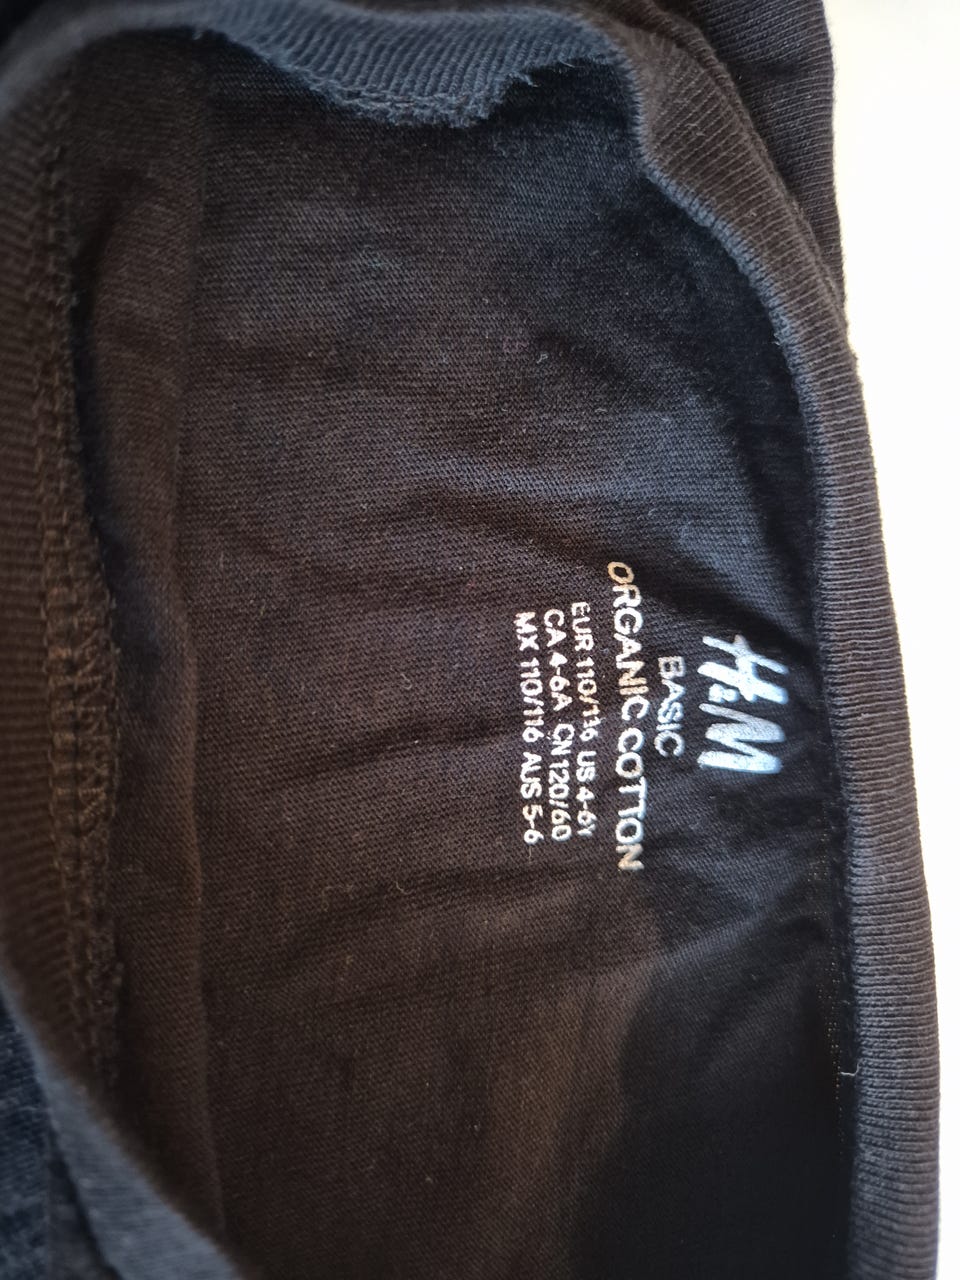 H&M
BASIC
ORGANIC COTTON
EUR 110/116 US 4-6Y
CA 4-6A CN 120/60
MX 110/116 AUS 5-6